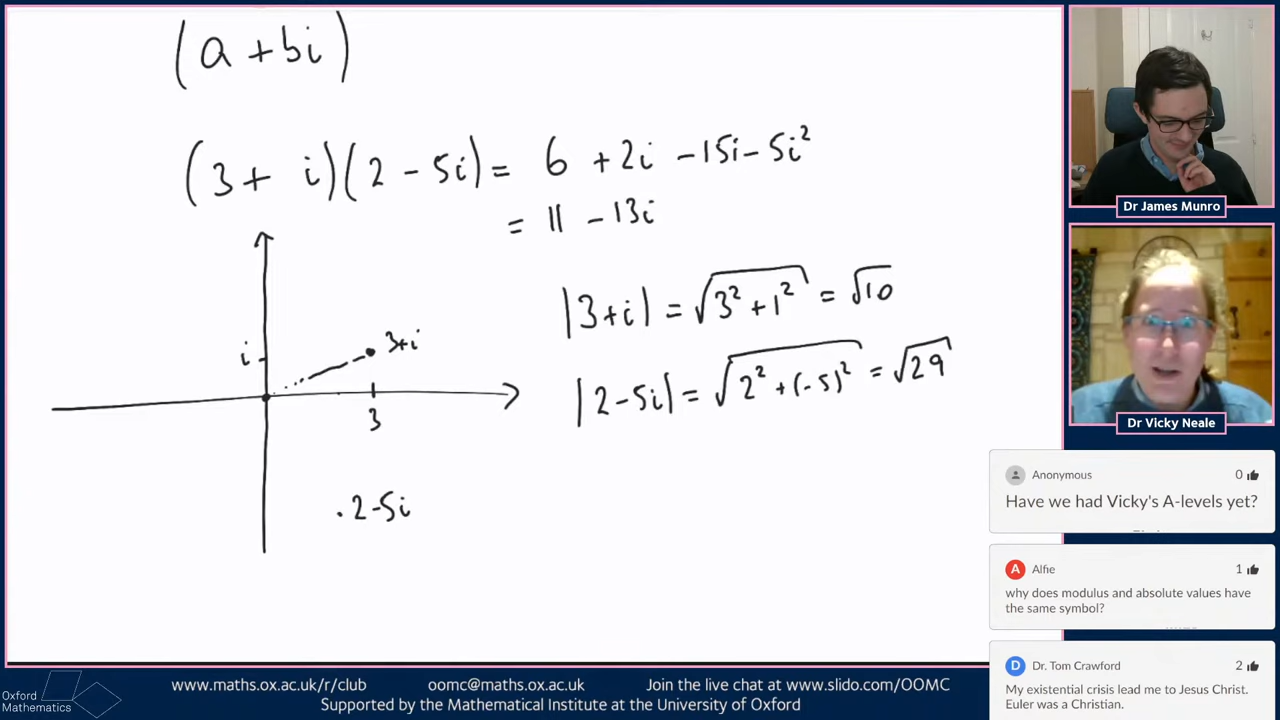 (a + bi)
(3 + i)(2 - 5i) = 6 + 2i - 15i - 5i²
= 11 - 13i
|3+i| = √3² + 1² = √10
|2-5i| = √2² + (-5)² = √29
i
3+i
3
2-5i
Dr James Munro
Dr Vicky Neale
Anonymous
0
Have we had Vicky's A-levels yet?
A
Alfie
1
why does modulus and absolute values have
the same symbol?
D
Dr. Tom Crawford
2
My existential crisis lead me to Jesus Christ.
Euler was a Christian.
Oxford
Mathematics
www.maths.ox.ac.uk/r/club oomc@maths.ox.ac.uk Join the live chat at www.slido.com/OOMC
Supported by the Mathematical Institute at the University of Oxford